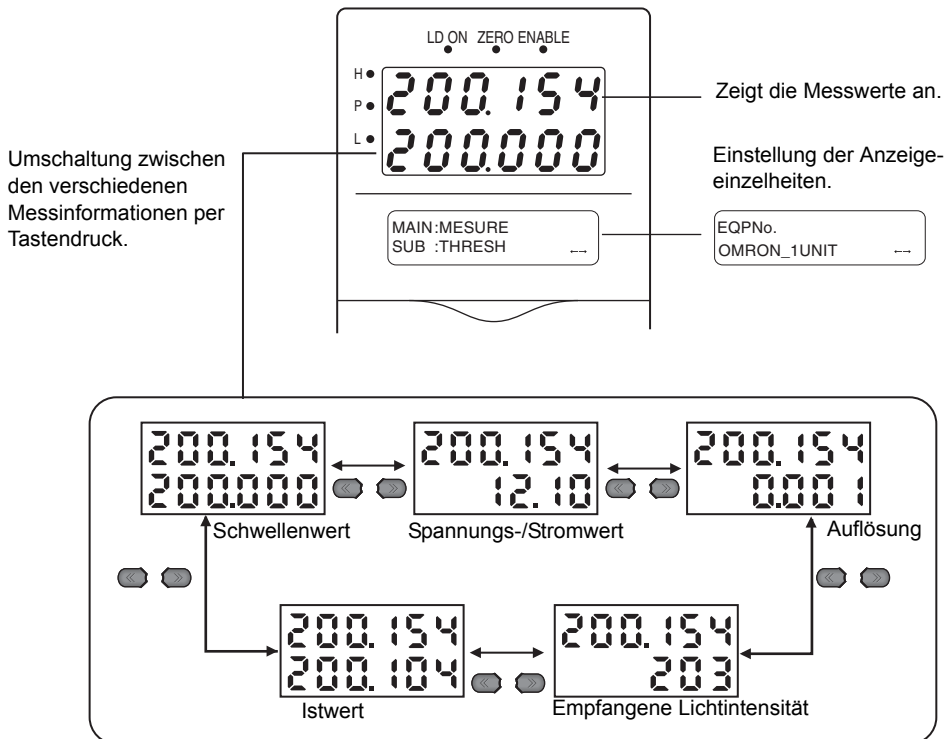 LD ON ZERO ENABLE
H
P
L
200.154
200.000
Zeigt die Messwerte an.
Umschaltung zwischen
den verschiedenen
Messinformationen per
Tastendruck.
Einstellung der Anzeige-
einzelheiten.
MAIN:MESURE
SUB :THRESH ←→
EQPNo.
OMRON_1UNIT ←→
200.154
200.000
Schwellenwert
200.154
12.10
Spannungs-/Stromwert
200.154
0.001
Auflösung
200.154
200.104
Istwert
200.154
203
Empfangene Lichtintensität